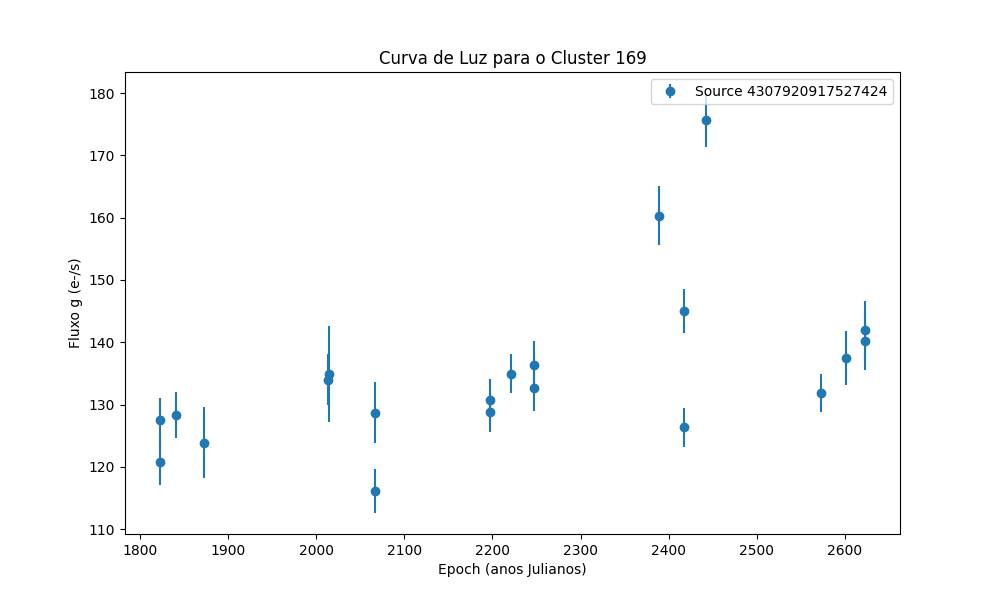 Curva de Luz para o Cluster 169
Source 4307920917527424
180
170
160
150
140
130
120
110
Fluxo g (e-/s)
1800 1900 2000 2100 2200 2300 2400 2500 2600
Epoch (anos Julianos)